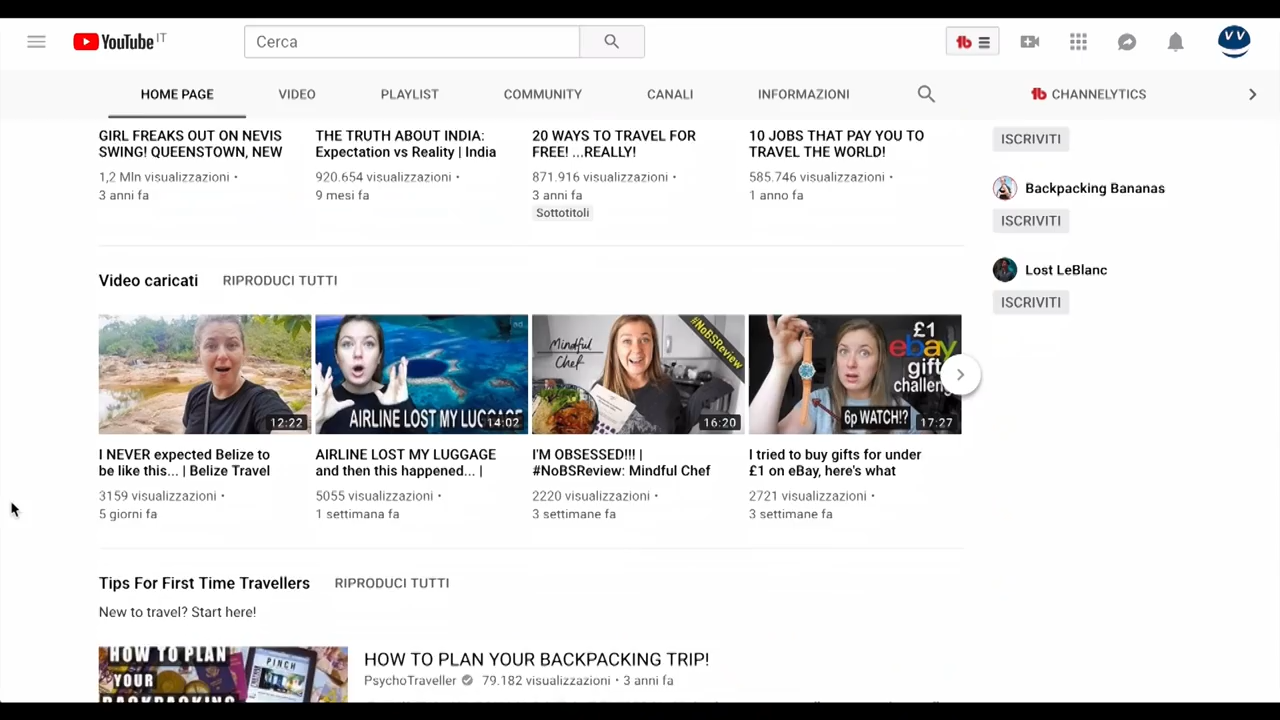 YouTube IT
Cerca
HOME PAGE
VIDEO
PLAYLIST
COMMUNITY
CANALI
INFORMAZIONI
CHANNELYTICS
GIRL FREAKS OUT ON NEVIS
SWING! QUEENSTOWN, NEW
1,2 Mln visualizzazioni •
3 anni fa
THE TRUTH ABOUT INDIA:
Expectation vs Reality | India
920.654 visualizzazioni •
9 mesi fa
20 WAYS TO TRAVEL FOR
FREE! ...REALLY!
871.916 visualizzazioni •
3 anni fa
Sottotitoli
10 JOBS THAT PAY YOU TO
TRAVEL THE WORLD!
585.746 visualizzazioni •
1 anno fa
ISCRIVITI
Backpacking Bananas
ISCRIVITI
Lost LeBlanc
ISCRIVITI
Video caricati
RIPRODUCI TUTTI
12:22
I NEVER expected Belize to
be like this... | Belize Travel
3159 visualizzazioni •
5 giorni fa
AIRLINE LOST MY LUGGAGE
14:02
AIRLINE LOST MY LUGGAGE
and then this happened... |
5055 visualizzazioni •
1 settimana fa
Mindful
Chef
#NoBSReview
16:20
I'M OBSESSED!!! |
#NoBSReview: Mindful Chef
2220 visualizzazioni •
3 settimane fa
£1
ebay
gift
challeng
6p WATCH!?
17:27
I tried to buy gifts for under
£1 on eBay, here's what
2721 visualizzazioni •
3 settimane fa
Tips For First Time Travellers
RIPRODUCI TUTTI
New to travel? Start here!
HOW TO PLAN
YOUR
BACKPACKING
PINCH
HOW TO PLAN YOUR BACKPACKING TRIP!
PsychoTraveller
79.182 visualizzazioni • 3 anni fa